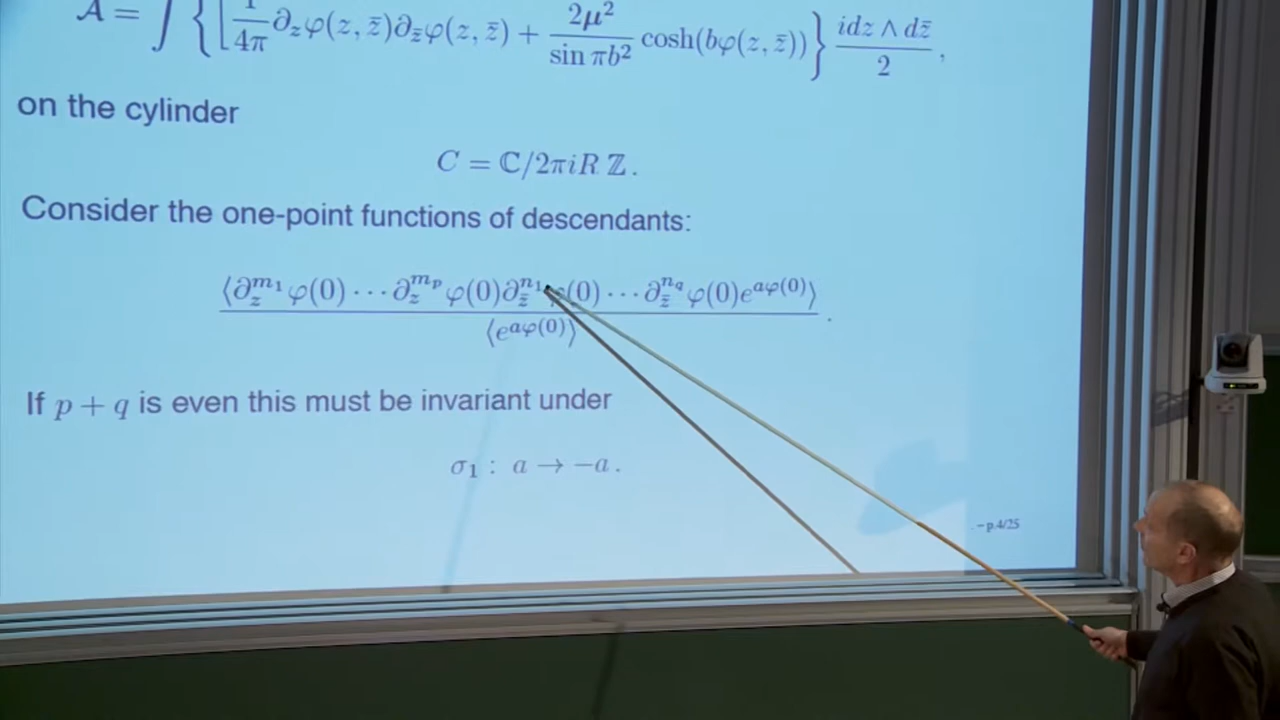 𝒜 = ∫ { [ 1/4π ∂_z φ(z, z̄)∂_z̄ φ(z, z̄) + 2μ²/sin πb² cosh(bφ(z, z̄)) } idz ∧ dz̄/2 ,
on the cylinder
C = ℂ/2πiR ℤ .
Consider the one-point functions of descendants:
⟨∂_z^{m_1} φ(0) ··· ∂_z^{m_p} φ(0)∂_z̄^{n_1} φ(0) ··· ∂_z̄^{n_q} φ(0)e^{aφ(0)}⟩ / ⟨e^{aφ(0)}⟩ .
If p + q is even this must be invariant under
σ₁ : a → −a .
– p.4/25